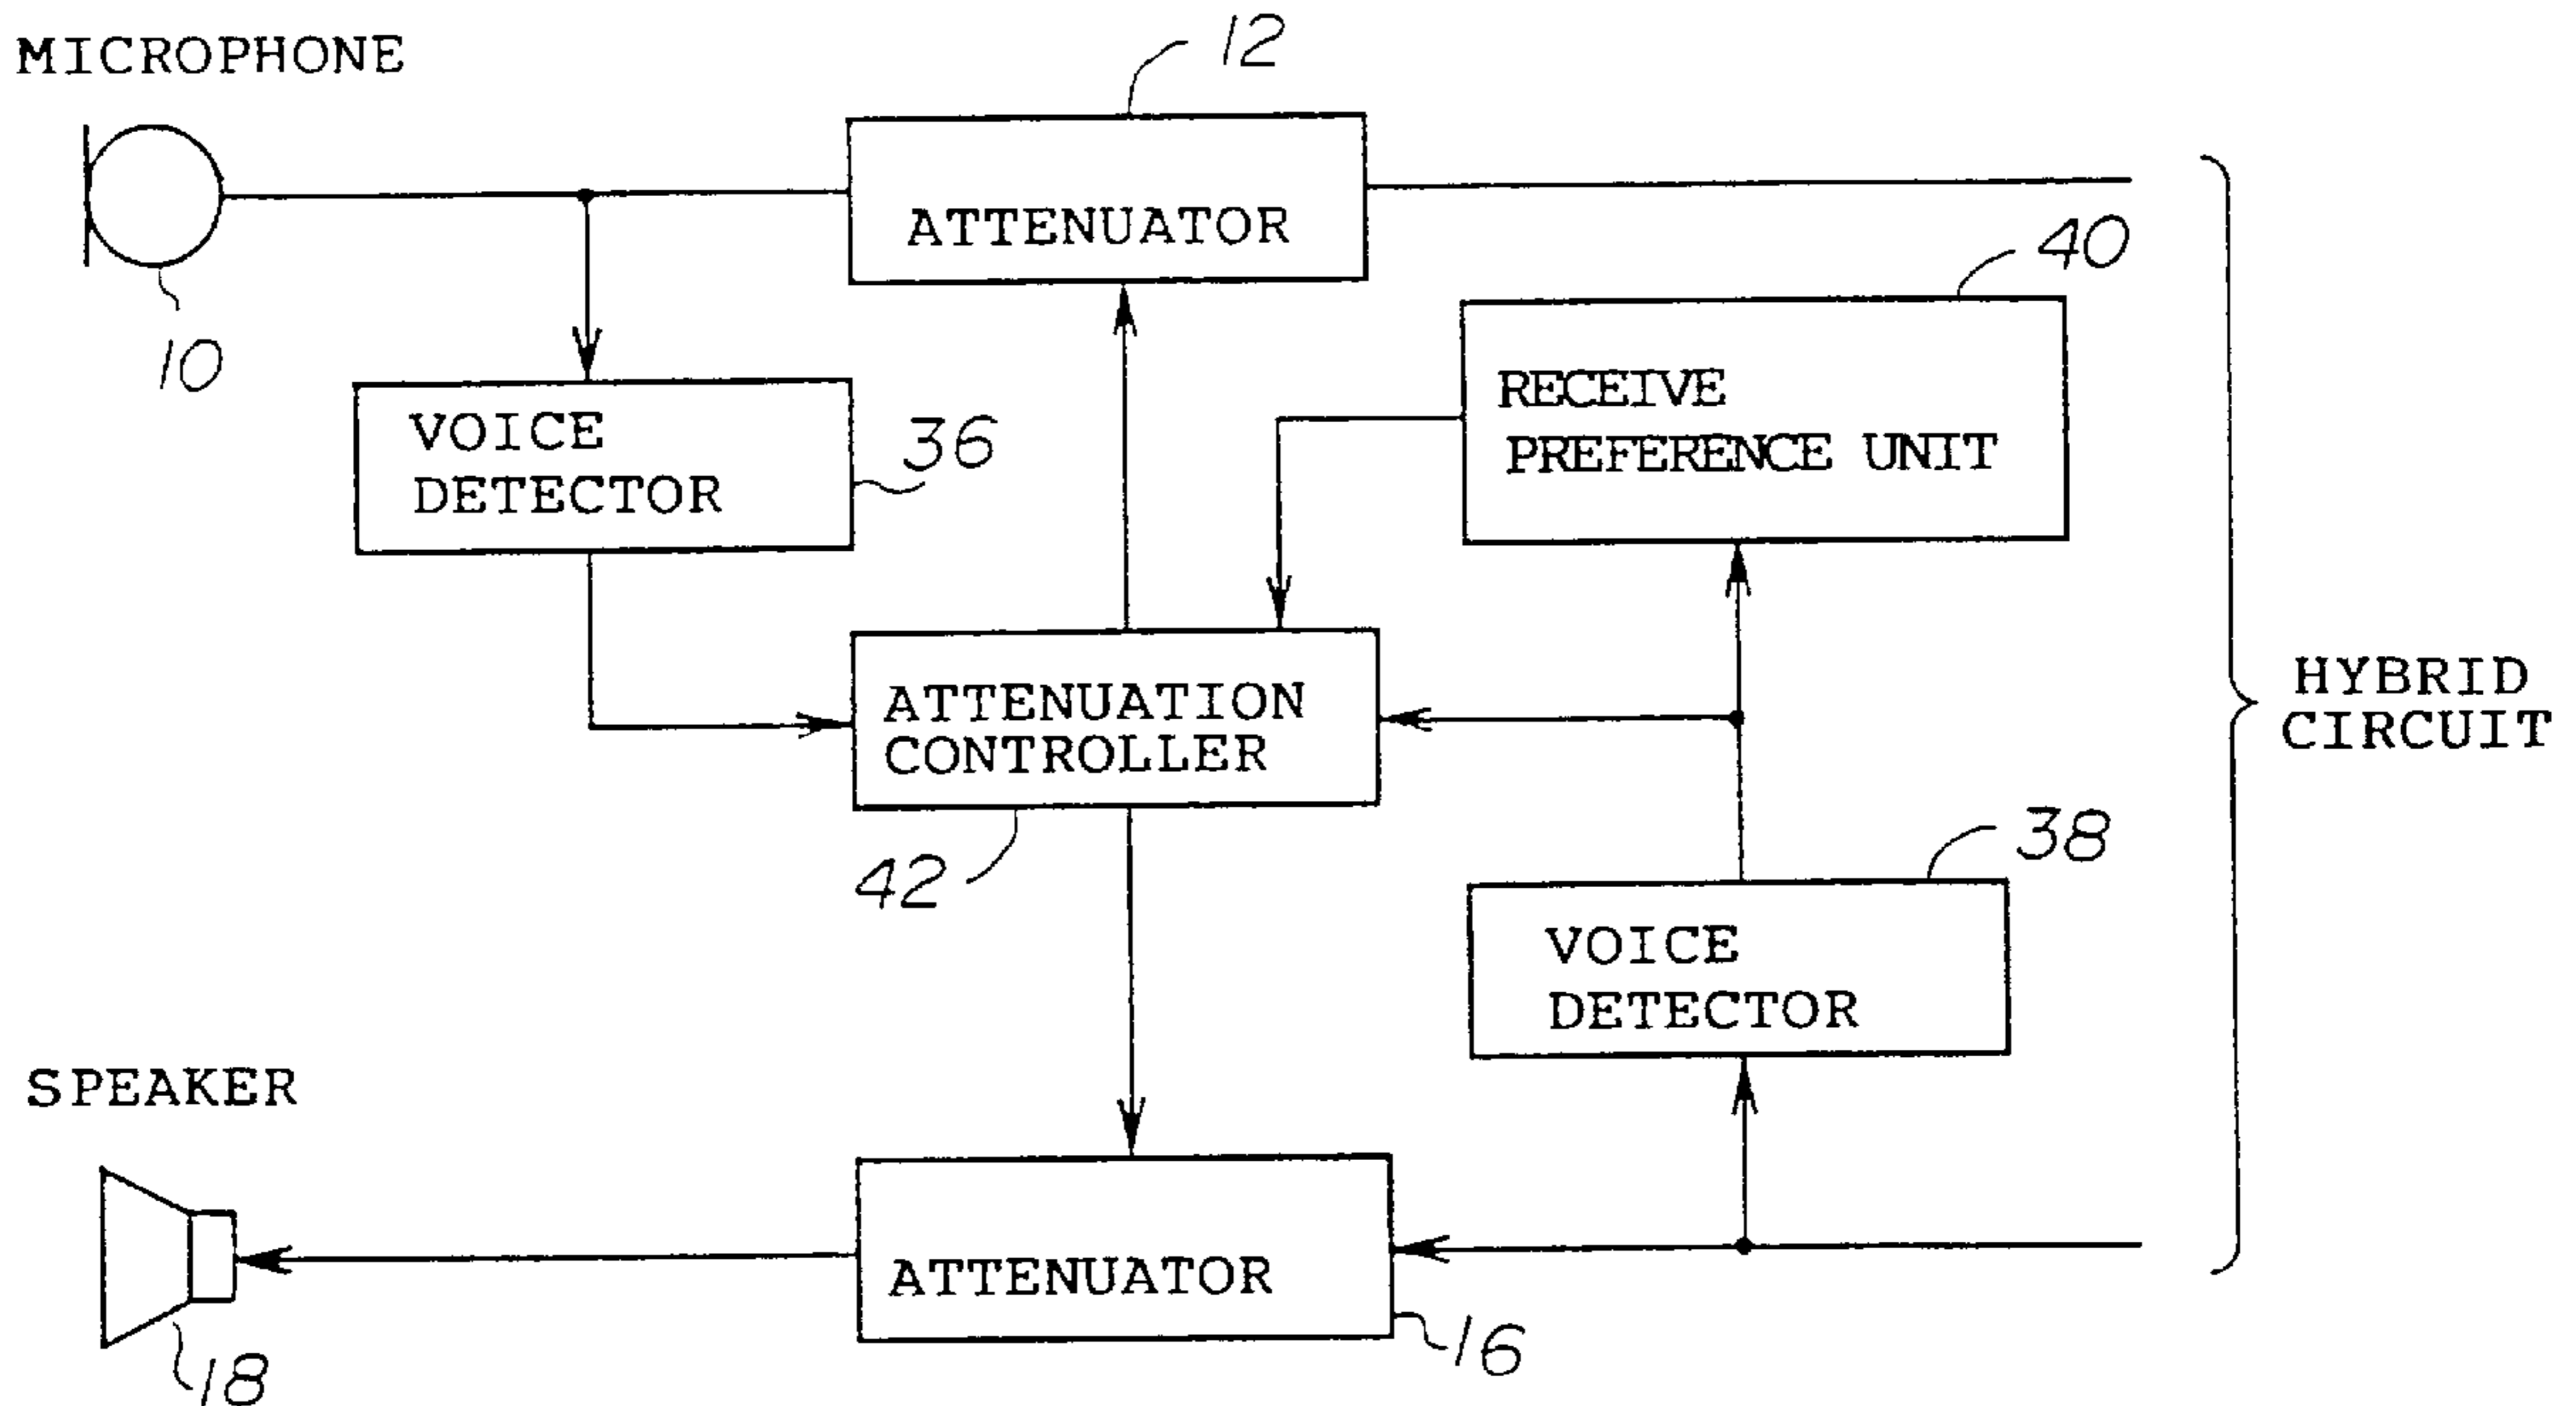 MICROPHONE
12
ATTENUATOR
40
10
VOICE
DETECTOR
36
RECEIVE
PREFERENCE UNIT
ATTENUATION
CONTROLLER
HYBRID
CIRCUIT
42
38
VOICE
DETECTOR
SPEAKER
ATTENUATOR
16
18